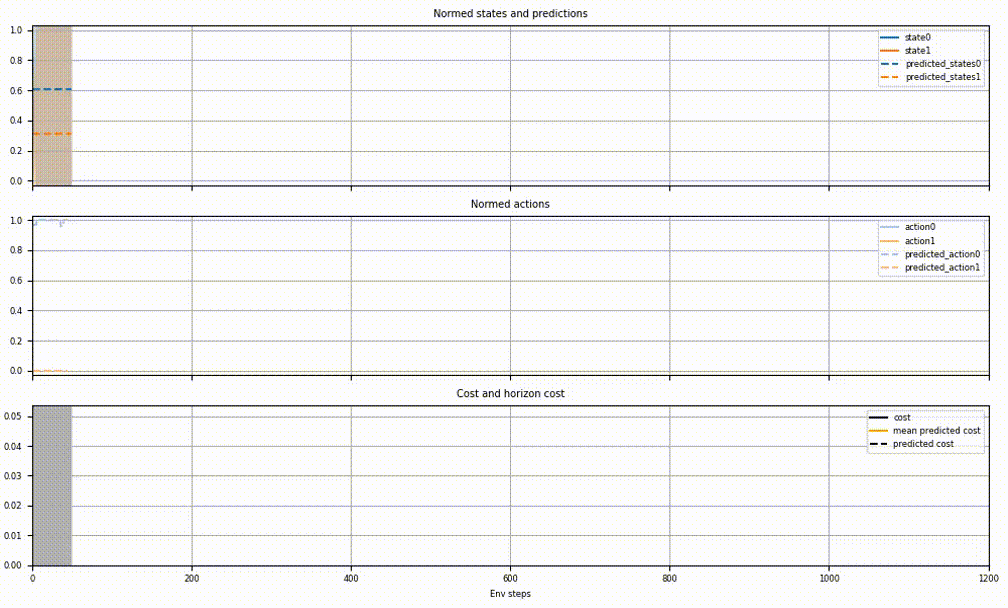 Normed states and predictions
1.0
0.8
0.6
0.4
0.2
0.0
state0
state1
predicted_states0
predicted_states1
Normed actions
1.0
0.8
0.6
0.4
0.2
0.0
action0
action1
predicted_action0
predicted_action1
Cost and horizon cost
0.05
0.04
0.03
0.02
0.01
0.00
cost
mean predicted cost
predicted cost
0 200 400 600 800 1000 1200
Env steps